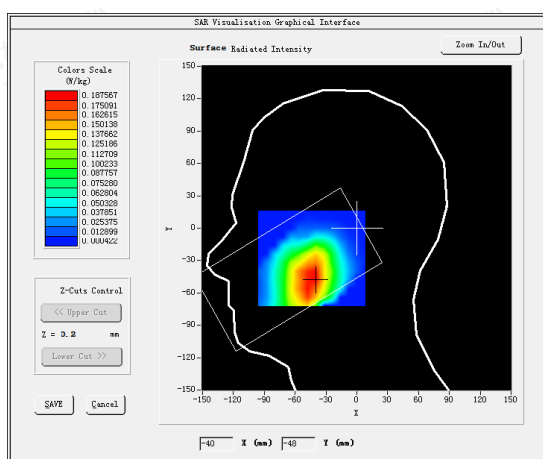 SAR Visualisation Graphical Interface
Surface Radiated Intensity
Zoom In/Out
Colors Scale
(W/kg)
0.187567
0.175091
0.162615
0.150138
0.137662
0.125186
0.112709
0.100233
0.087757
0.075280
0.062804
0.050328
0.037851
0.025375
0.012899
0.000422
150
120
90
60
30
0
-30
-60
-90
-120
-150
Y
-150 -120 -90 -60 -30 0 30 60 90 120 150
X
Z-Cuts Control
<< Upper Cut
Z = 0.2 mm
Lower Cut >>
SAVE Cancel
-40 X (mm) -48 Y (mm)